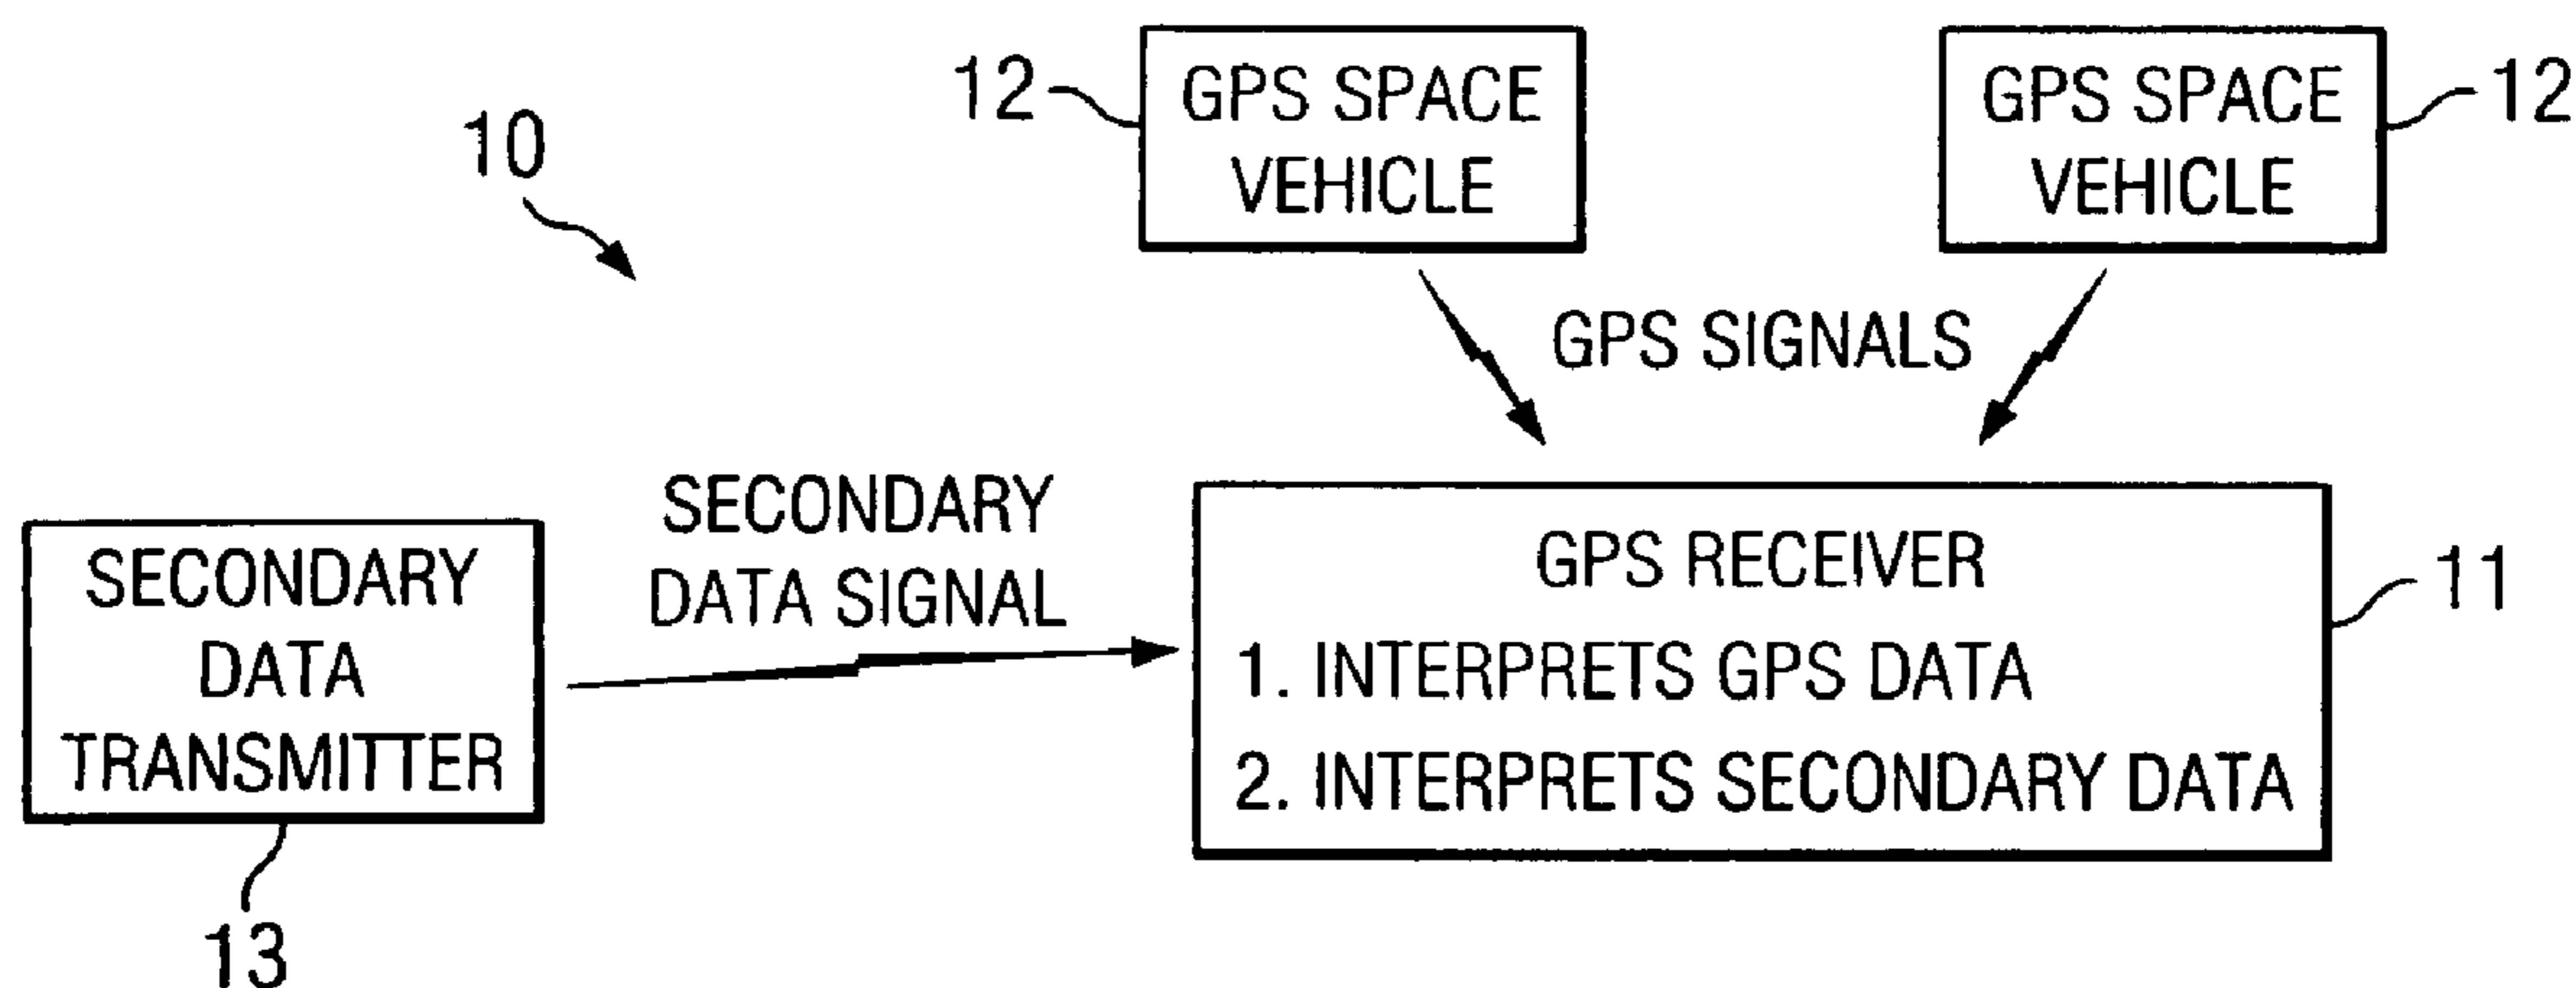 10
12
GPS SPACE
VEHICLE
GPS SPACE
VEHICLE
12
GPS SIGNALS
SECONDARY
DATA SIGNAL
SECONDARY
DATA
TRANSMITTER
13
GPS RECEIVER
1. INTERPRETS GPS DATA
2. INTERPRETS SECONDARY DATA
11